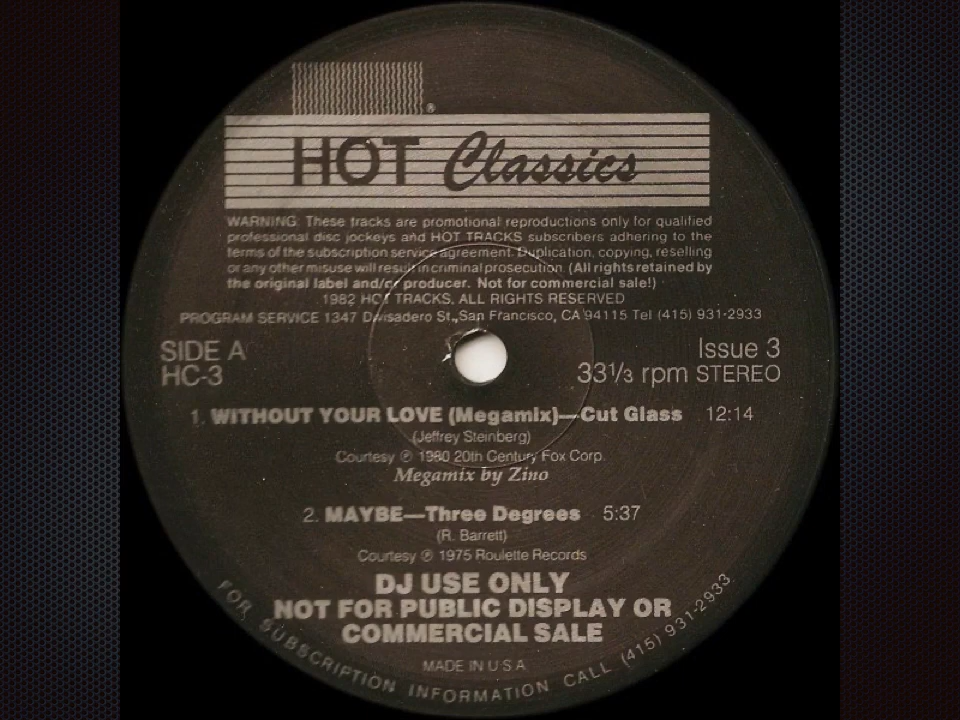 ®
HOT Classics
WARNING: These tracks are promotional reproductions only for qualified
professional disc jockeys and HOT TRACKS subscribers adhering to the
terms of the subscription service agreement. Duplication, copying, reselling
or any other misuse will result in criminal prosecution. (All rights retained by
the original label and/or producer. Not for commercial sale!)
1982 HOT TRACKS. ALL RIGHTS RESERVED
PROGRAM SERVICE 1347 Divisadero St., San Francisco, CA 94115 Tel (415) 931-2933
SIDE A
HC-3
Issue 3
33 1/3 rpm STEREO
1. WITHOUT YOUR LOVE (Megamix)—Cut Glass 12:14
(Jeffrey Steinberg)
Courtesy ℗ 1980 20th Century Fox Corp.
Megamix by Zino
2. MAYBE—Three Degrees 5:37
(R. Barrett)
Courtesy ℗ 1975 Roulette Records
DJ USE ONLY
NOT FOR PUBLIC DISPLAY OR
COMMERCIAL SALE
MADE IN U.S.A.
FOR SUBSCRIPTION INFORMATION CALL (415) 931-2933